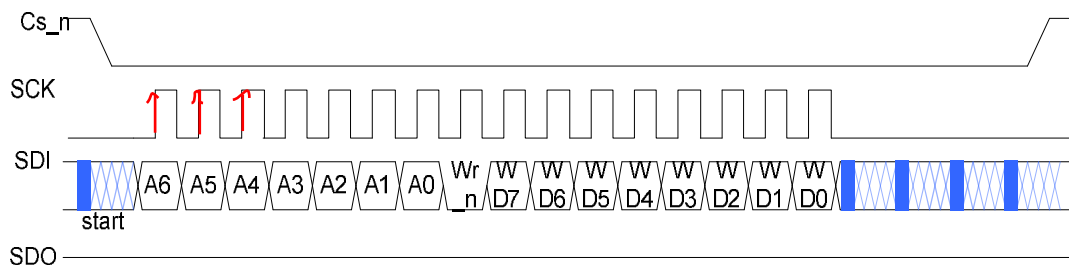 Cs_n
SCK
SDI
A6 A5 A4 A3 A2 A1 A0 Wr _n W D7 W D6 W D5 W D4 W D3 W D2 W D1 W D0
start
SDO